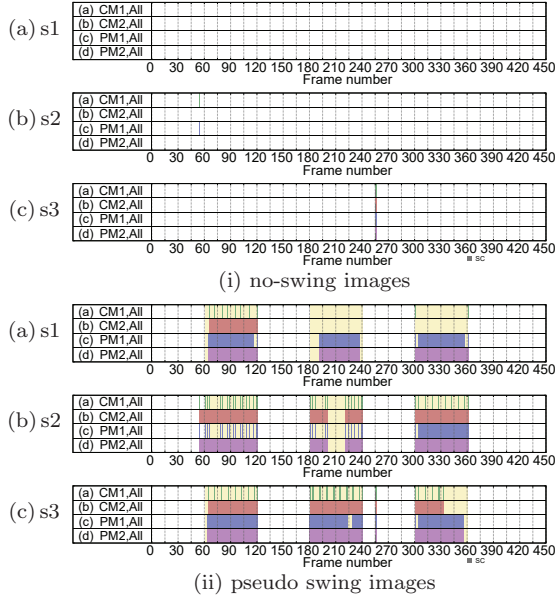 (a) s1
(a) CM1,All
(b) CM2,All
(c) PM1,All
(d) PM2,All
0 30 60 90 120 150 180 210 240 270 300 330 360 390 420 450
Frame number
(b) s2
(a) CM1,All
(b) CM2,All
(c) PM1,All
(d) PM2,All
0 30 60 90 120 150 180 210 240 270 300 330 360 390 420 450
Frame number
(c) s3
(a) CM1,All
(b) CM2,All
(c) PM1,All
(d) PM2,All
0 30 60 90 120 150 180 210 240 270 300 330 360 390 420 450
Frame number
sc
(i) no-swing images
(a) s1
(a) CM1,All
(b) CM2,All
(c) PM1,All
(d) PM2,All
0 30 60 90 120 150 180 210 240 270 300 330 360 390 420 450
Frame number
(b) s2
(a) CM1,All
(b) CM2,All
(c) PM1,All
(d) PM2,All
0 30 60 90 120 150 180 210 240 270 300 330 360 390 420 450
Frame number
(c) s3
(a) CM1,All
(b) CM2,All
(c) PM1,All
(d) PM2,All
0 30 60 90 120 150 180 210 240 270 300 330 360 390 420 450
Frame number
sc
(ii) pseudo swing images